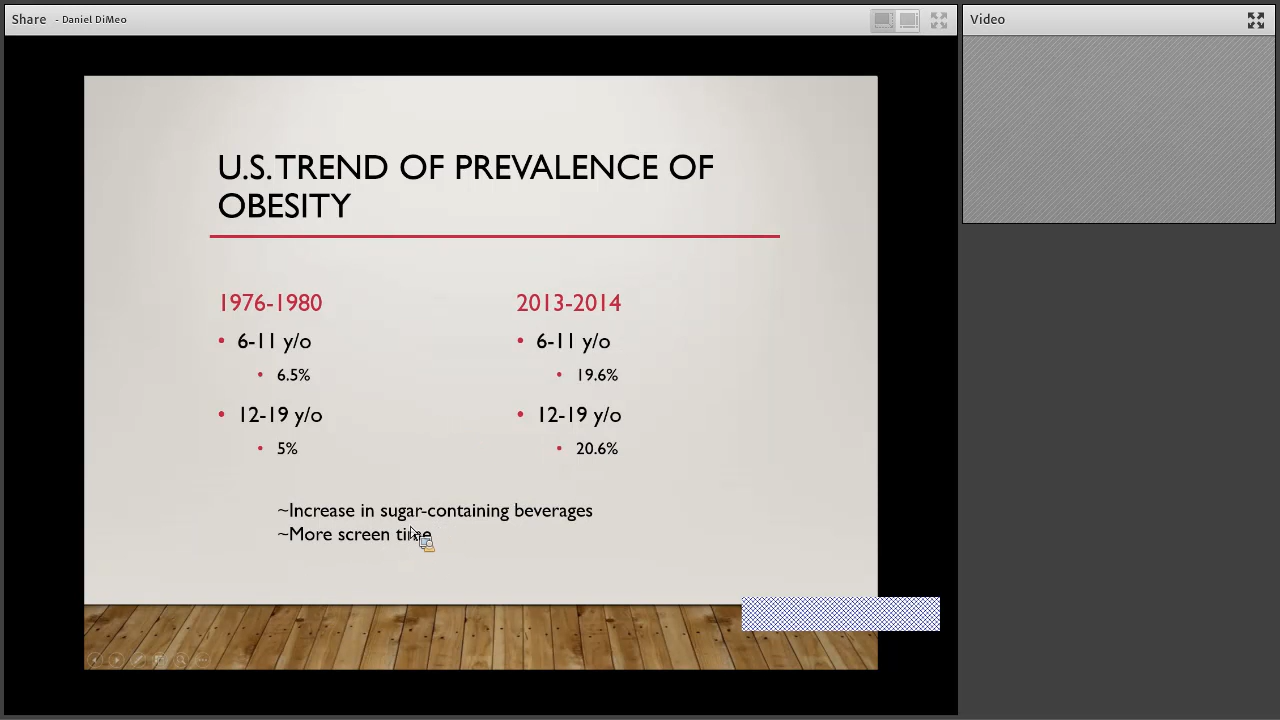 Share - Daniel DiMeo
Video
U.S. TREND OF PREVALENCE OF
OBESITY
1976-1980
2013-2014
• 6-11 y/o
• 6.5%
• 12-19 y/o
• 5%
• 6-11 y/o
• 19.6%
• 12-19 y/o
• 20.6%
~Increase in sugar-containing beverages
~More screen time